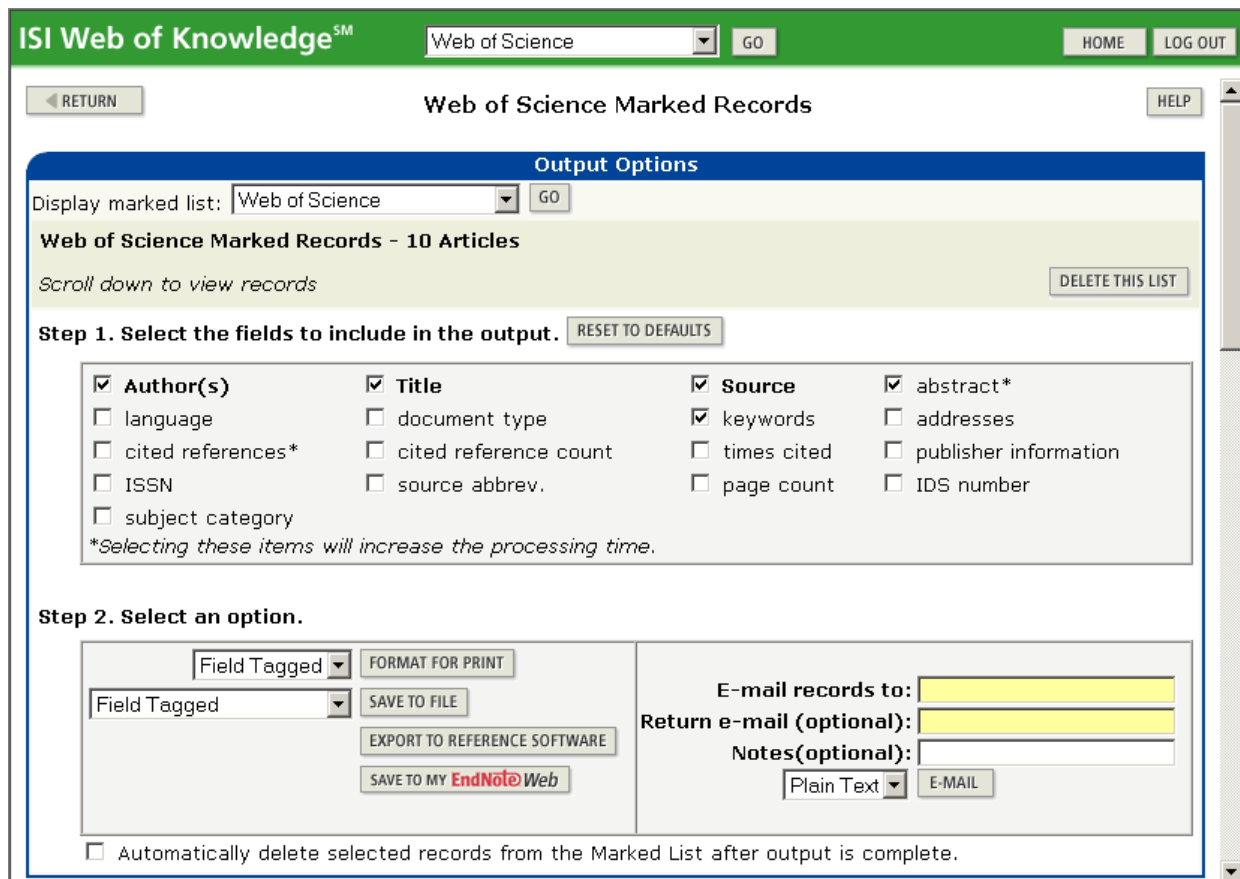 ISI Web of Knowledge℠ Web of Science GO HOME LOG OUT
RETURN Web of Science Marked Records HELP
Output Options
Display marked list: Web of Science GO
Web of Science Marked Records - 10 Articles
Scroll down to view records DELETE THIS LIST
Step 1. Select the fields to include in the output. RESET TO DEFAULTS
Author(s) Title Source abstract*
language document type keywords addresses
cited references* cited reference count times cited publisher information
ISSN source abbrev. page count IDS number
subject category
*Selecting these items will increase the processing time.
Step 2. Select an option.
Field Tagged FORMAT FOR PRINT
Field Tagged SAVE TO FILE
EXPORT TO REFERENCE SOFTWARE
SAVE TO MY EndNote Web
E-mail records to:
Return e-mail (optional):
Notes(optional):
Plain Text E-MAIL
Automatically delete selected records from the Marked List after output is complete.